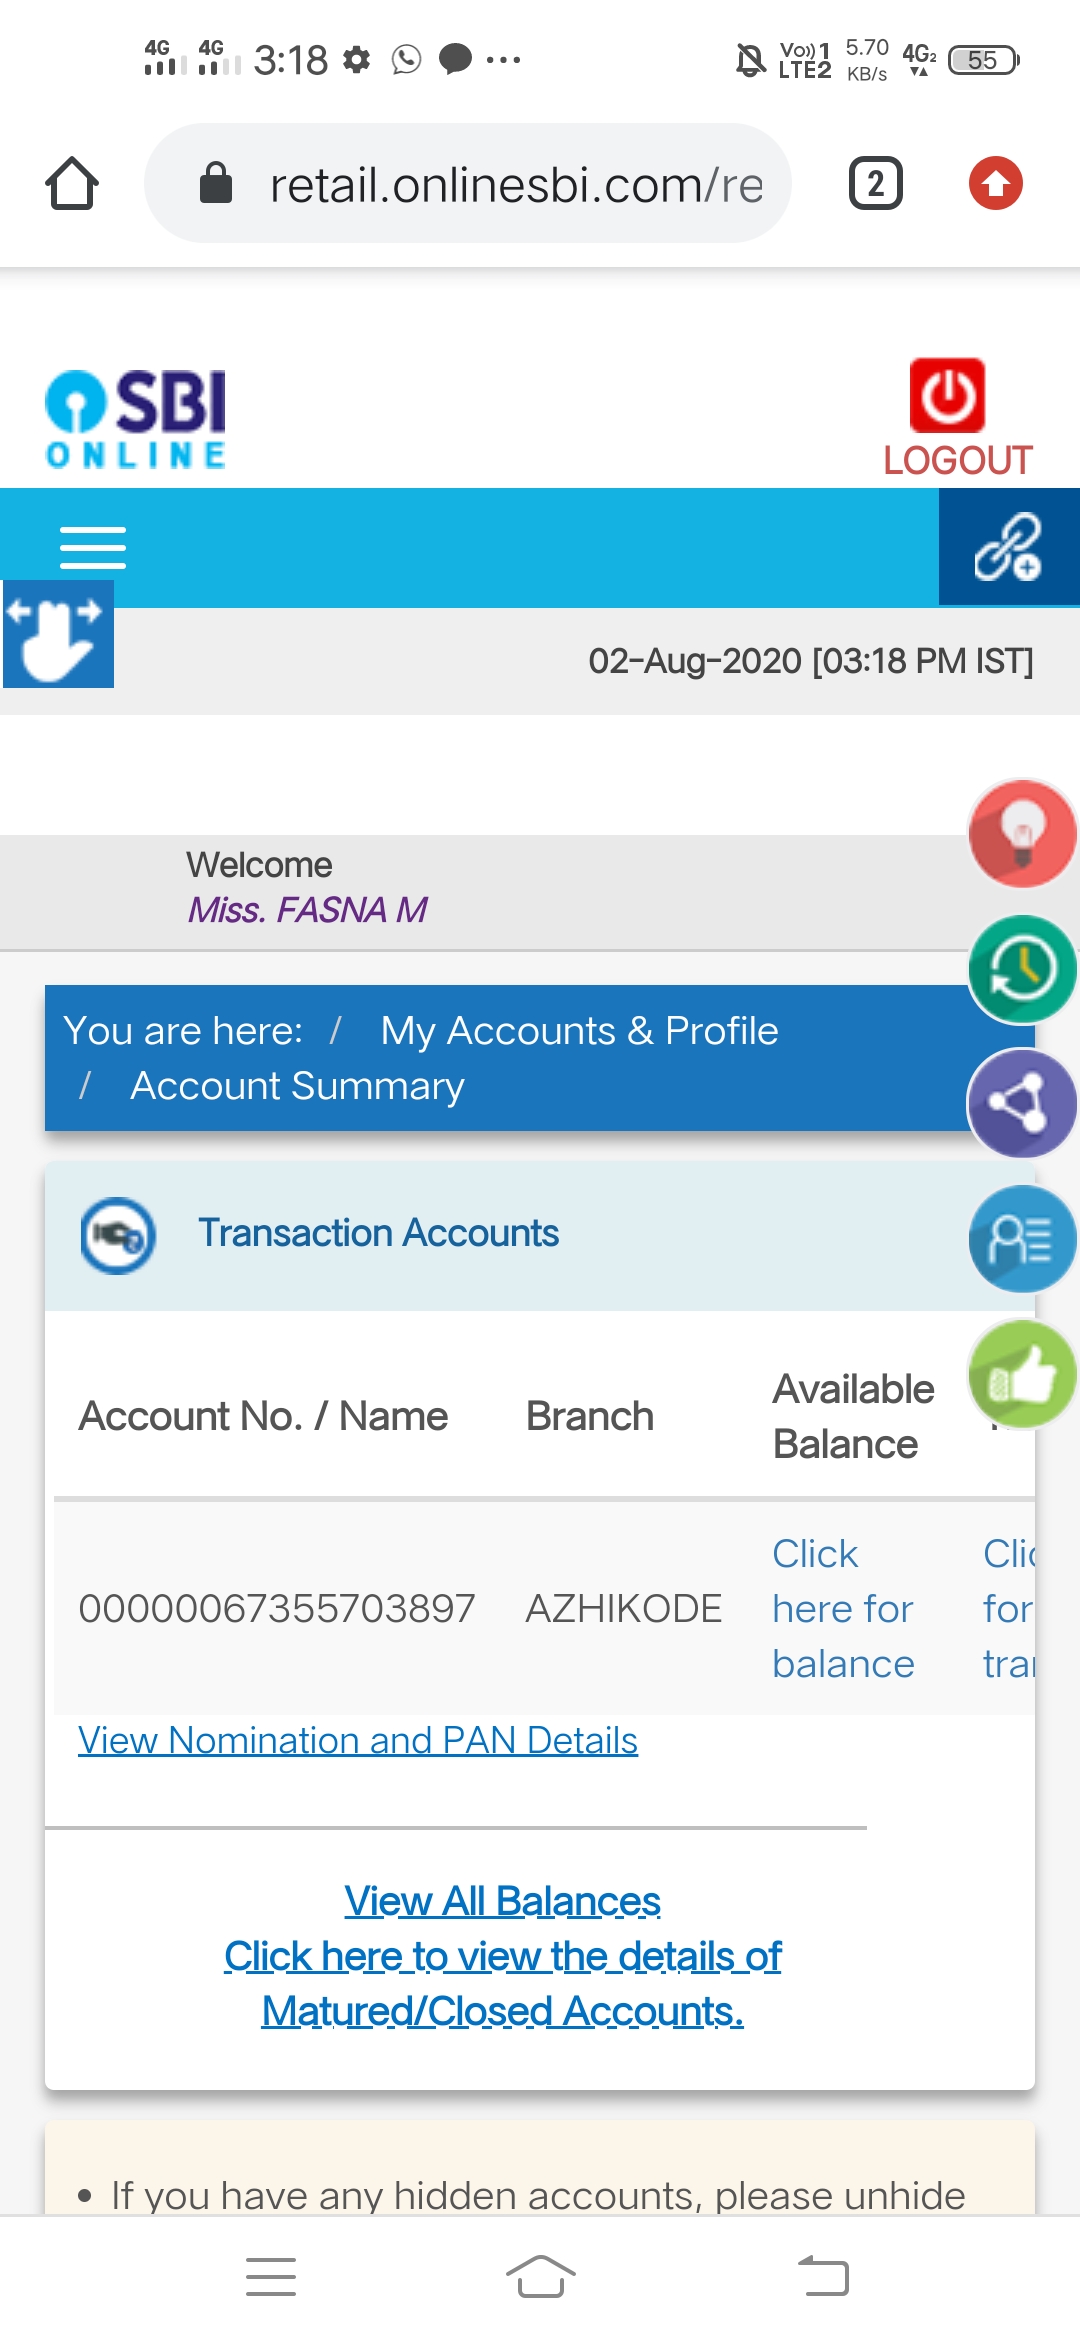 4G 4G 3:18 ... Vo)) 1 LTE2 5.70 KB/s 4G2 55
retail.onlinesbi.com/re
2
SBI
ONLINE
LOGOUT
02-Aug-2020 [03:18 PM IST]
Welcome
Miss. FASNA M
You are here: / My Accounts & Profile
/ Account Summary
Transaction Accounts
Account No. / Name Branch Available Balance
00000067355703897 AZHIKODE Click here for balance
Clic
for
tra
View Nomination and PAN Details
View All Balances
Click here to view the details of
Matured/Closed Accounts.
• If you have any hidden accounts, please unhide